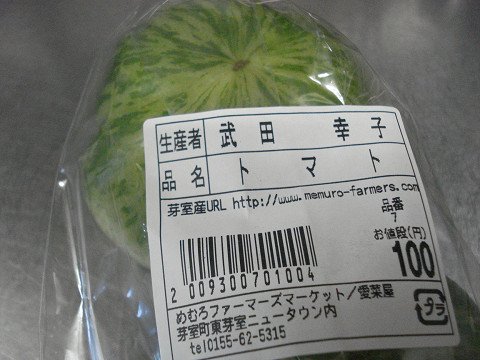 生産者 武田 幸子
品名 トマト
芽室産URL http://www.memuro-farmers.com
品番
7
お値段(円)
100
2 009300701004
めむろファーマーズマーケット/愛菜屋
芽室町東芽室ニュータウン内
tel0155-62-5315
プラ